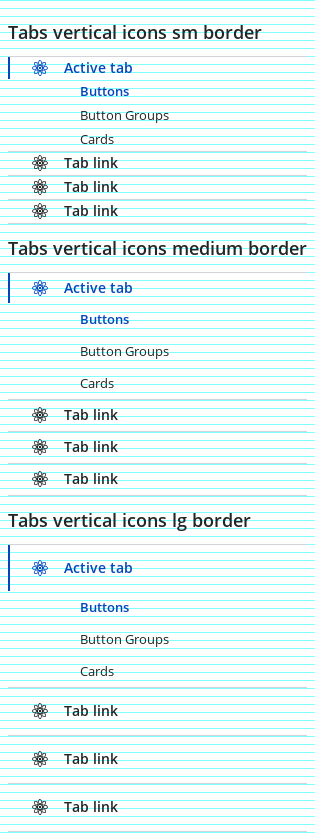 Tabs vertical icons sm border
Active tab
Buttons
Button Groups
Cards
Tab link
Tab link
Tab link
Tabs vertical icons medium border
Active tab
Buttons
Button Groups
Cards
Tab link
Tab link
Tab link
Tabs vertical icons lg border
Active tab
Buttons
Button Groups
Cards
Tab link
Tab link
Tab link